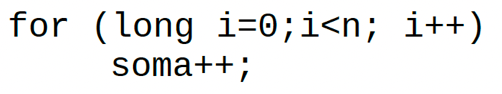 for (long i=0;i<n; i++)
soma++;